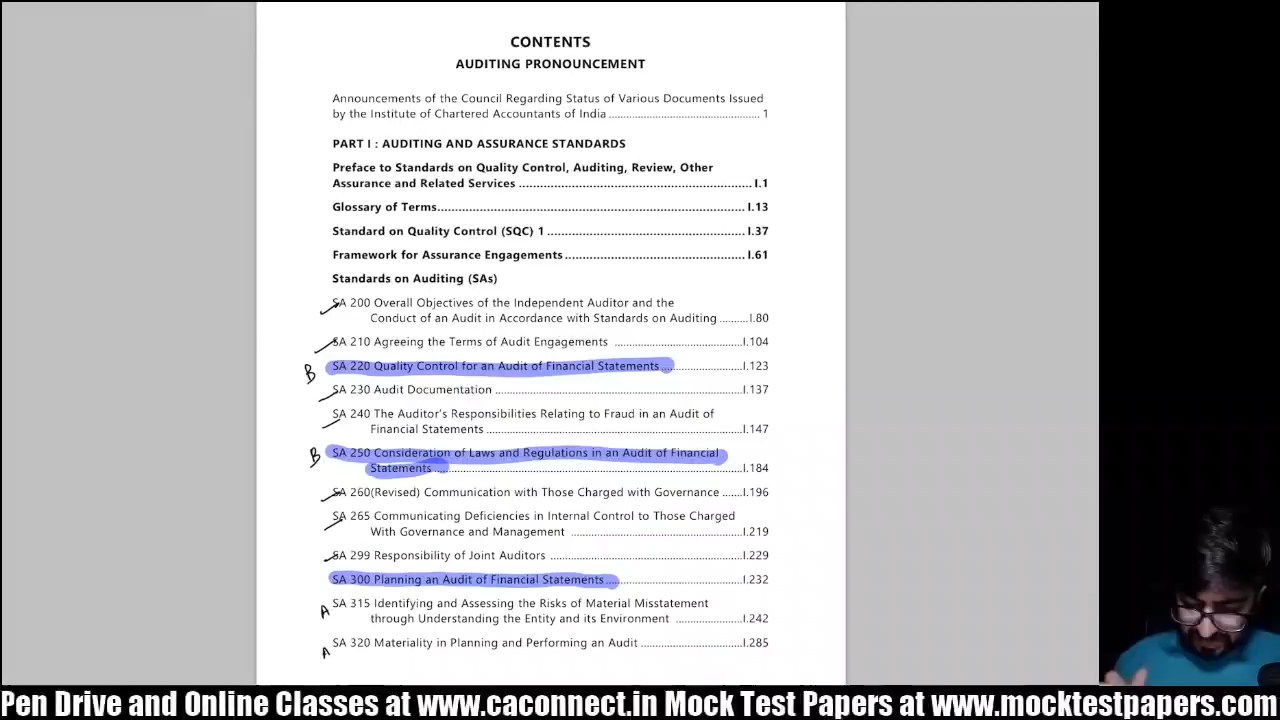 CONTENTS
AUDITING PRONOUNCEMENT
Announcements of the Council Regarding Status of Various Documents Issued
by the Institute of Chartered Accountants of India ................................................ 1
PART I : AUDITING AND ASSURANCE STANDARDS
Preface to Standards on Quality Control, Auditing, Review, Other
Assurance and Related Services ............................................................ I.1
Glossary of Terms................................................................................ I.13
Standard on Quality Control (SQC) 1 ................................................... I.37
Framework for Assurance Engagements .............................................. I.61
Standards on Auditing (SAs)
SA 200 Overall Objectives of the Independent Auditor and the
Conduct of an Audit in Accordance with Standards on Auditing ..........I.80
SA 210 Agreeing the Terms of Audit Engagements .................................I.104
B SA 220 Quality Control for an Audit of Financial Statements ......................I.123
SA 230 Audit Documentation ................................................................I.137
SA 240 The Auditor's Responsibilities Relating to Fraud in an Audit of
Financial Statements ................................................................I.147
B SA 250 Consideration of Laws and Regulations in an Audit of Financial
Statements ..............................................................................I.184
SA 260(Revised) Communication with Those Charged with Governance ......I.196
SA 265 Communicating Deficiencies in Internal Control to Those Charged
With Governance and Management ..............................................I.219
SA 299 Responsibility of Joint Auditors ..................................................I.229
SA 300 Planning an Audit of Financial Statements ....................................I.232
A SA 315 Identifying and Assessing the Risks of Material Misstatement
through Understanding the Entity and its Environment ....................I.242
A SA 320 Materiality in Planning and Performing an Audit ...........................I.285
Pen Drive and Online Classes at www.caconnect.in Mock Test Papers at www.mocktestpapers.com